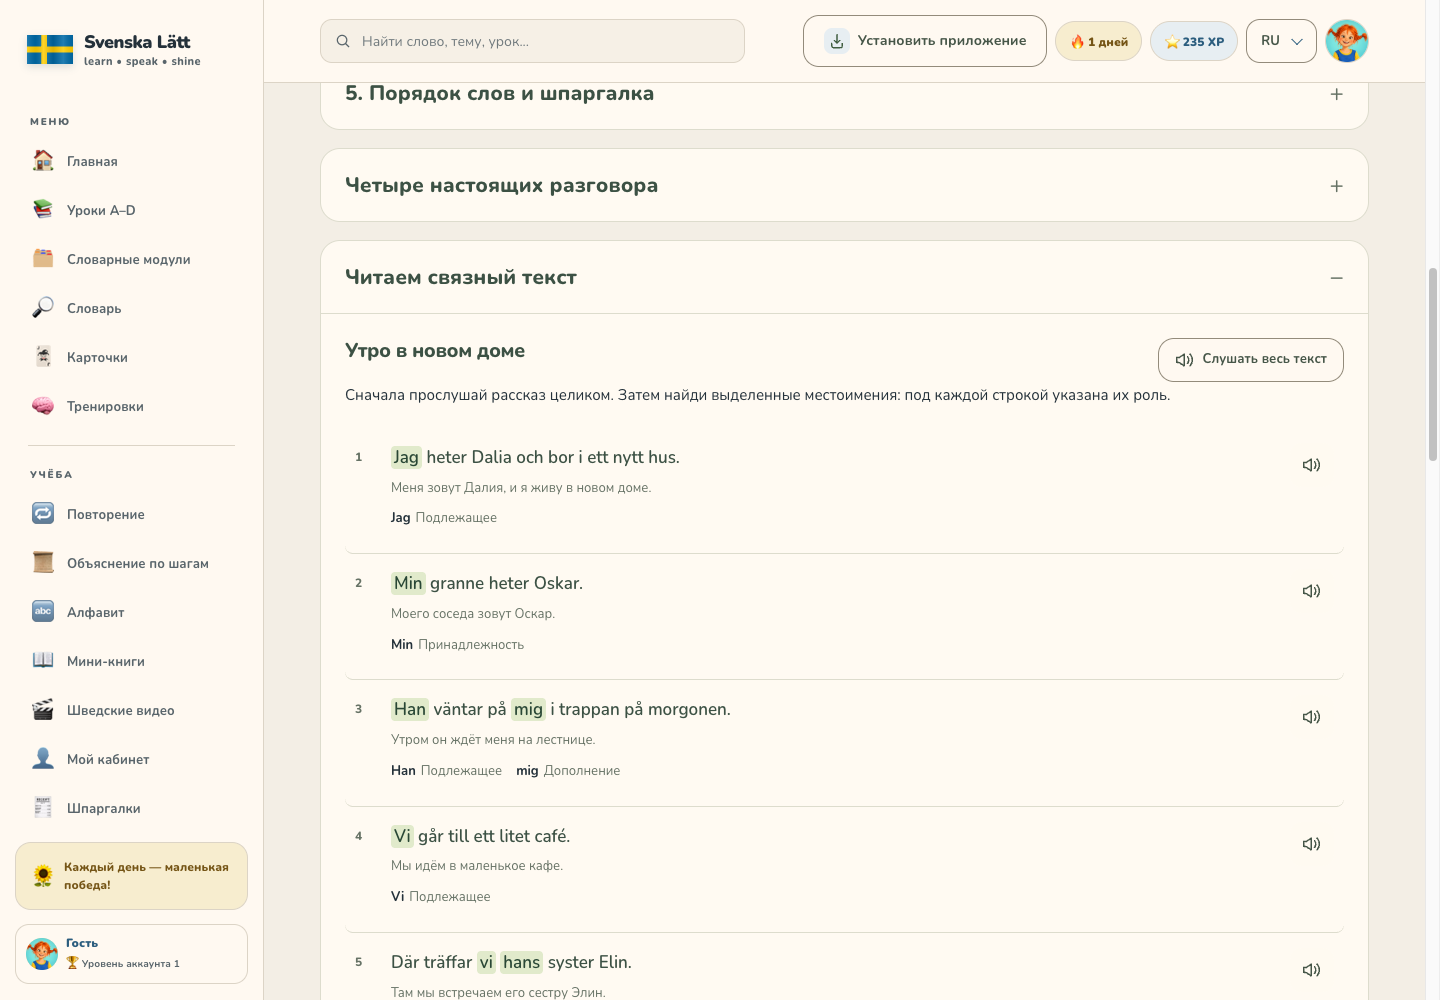 Svenska Lätt
learn • speak • shine
МЕНЮ
Главная
Уроки A–D
Словарные модули
Словарь
Карточки
Тренировки
УЧЁБА
Повторение
Объяснение по шагам
Алфавит
Мини-книги
Шведские видео
Мой кабинет
Шпаргалки
Каждый день — маленькая
победа!
Гость
Уровень аккаунта 1
Найти слово, тему, урок...
Установить приложение
1 дней
235 XP
RU
5. Порядок слов и шпаргалка
Четыре настоящих разговора
Читаем связный текст
Утро в новом доме
Слушать весь текст
Сначала прослушай рассказ целиком. Затем найди выделенные местоимения: под каждой строкой указана их роль.
1 Jag heter Dalia och bor i ett nytt hus.
Меня зовут Далия, и я живу в новом доме.
Jag Подлежащее
2 Min granne heter Oskar.
Моего соседа зовут Оскар.
Min Принадлежность
3 Han väntar på mig i trappan på morgonen.
Утром он ждёт меня на лестнице.
Han Подлежащее mig Дополнение
4 Vi går till ett litet café.
Мы идём в маленькое кафе.
Vi Подлежащее
5 Där träffar vi hans syster Elin.
Там мы встречаем его сестру Элин.